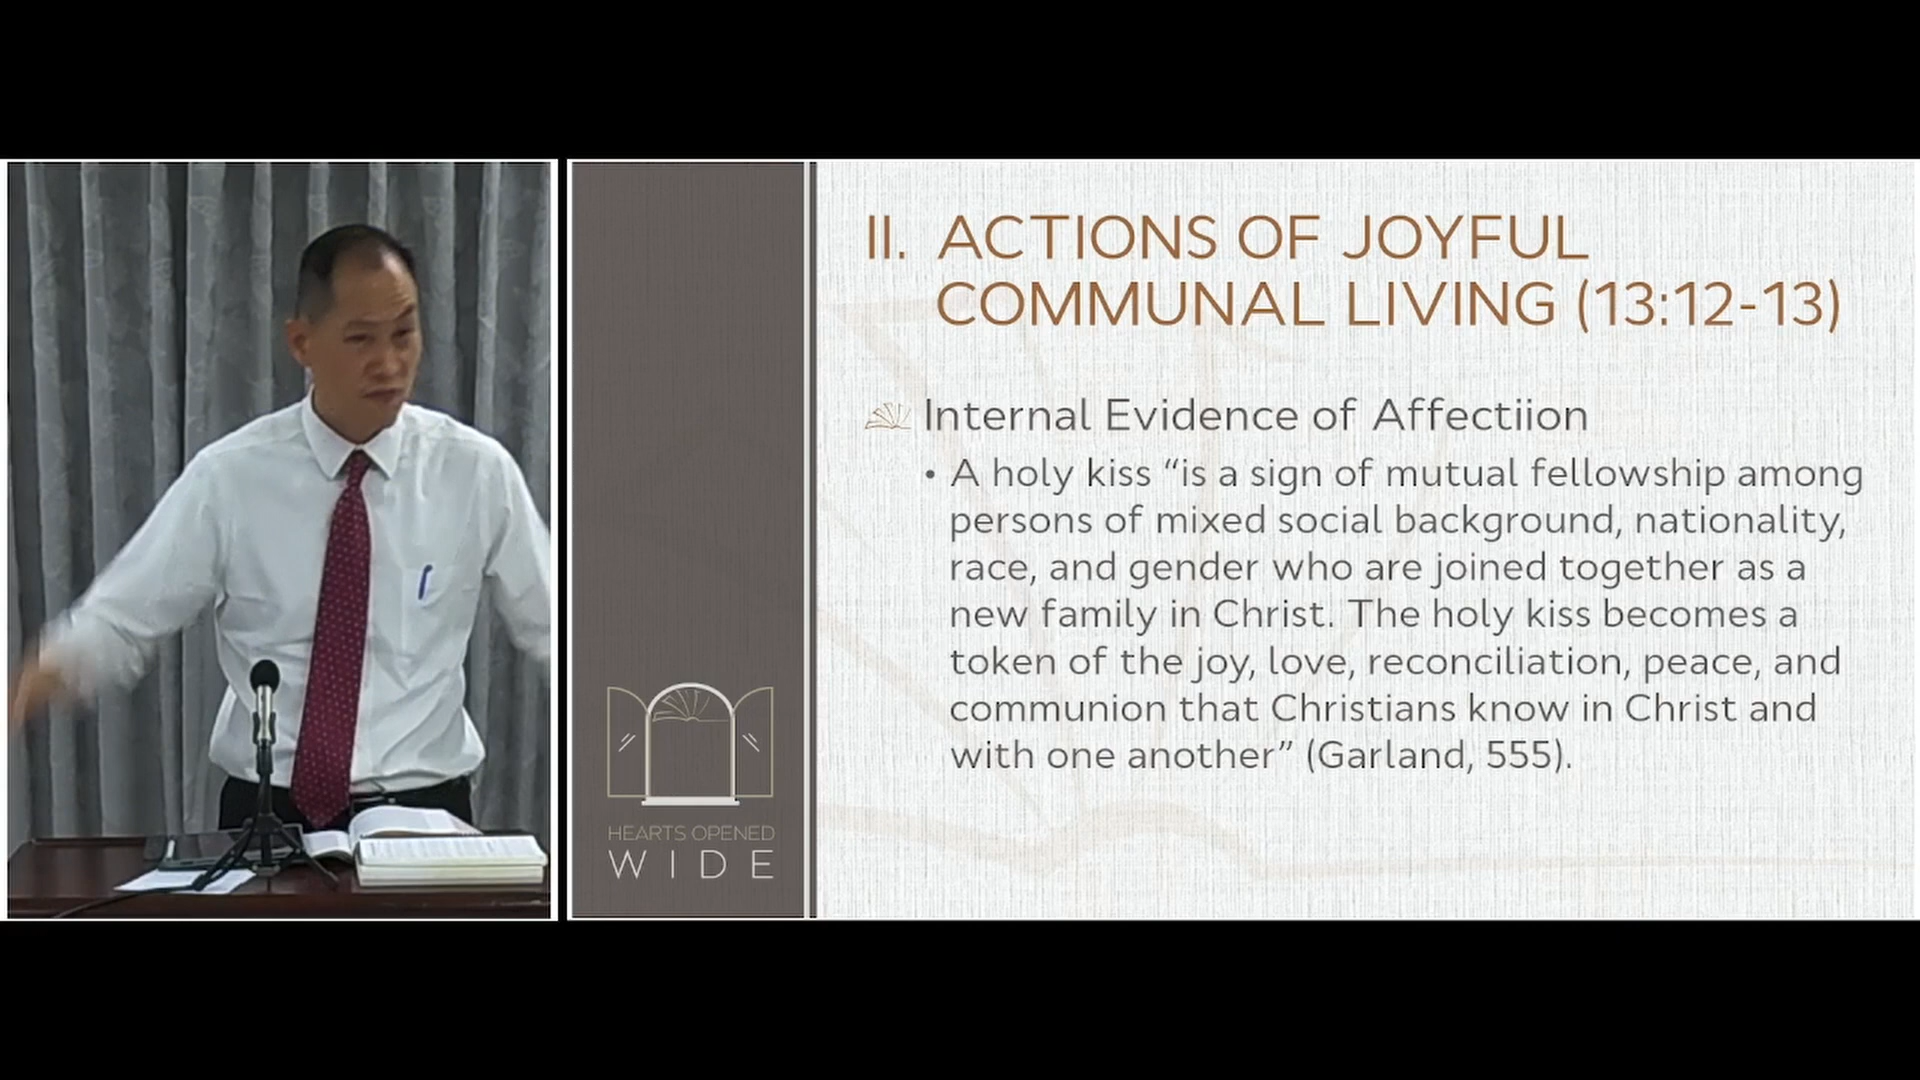 II. ACTIONS OF JOYFUL
COMMUNAL LIVING (13:12-13)
Internal Evidence of Affectiion
• A holy kiss “is a sign of mutual fellowship among
persons of mixed social background, nationality,
race, and gender who are joined together as a
new family in Christ. The holy kiss becomes a
token of the joy, love, reconciliation, peace, and
communion that Christians know in Christ and
with one another” (Garland, 555).
HEARTS OPENED
WIDE